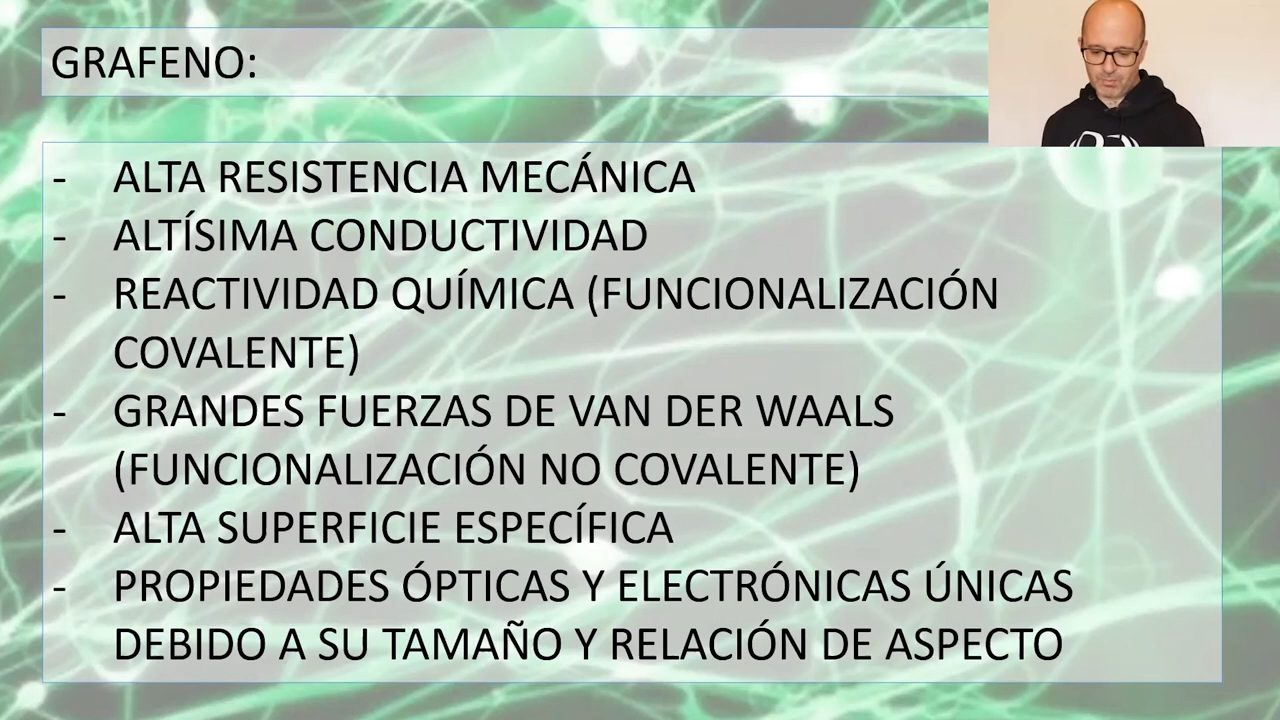 GRAFENO:
- ALTA RESISTENCIA MECÁNICA
- ALTÍSIMA CONDUCTIVIDAD
- REACTIVIDAD QUÍMICA (FUNCIONALIZACIÓN
COVALENTE)
- GRANDES FUERZAS DE VAN DER WAALS
(FUNCIONALIZACIÓN NO COVALENTE)
- ALTA SUPERFICIE ESPECÍFICA
- PROPIEDADES ÓPTICAS Y ELECTRÓNICAS ÚNICAS
DEBIDO A SU TAMAÑO Y RELACIÓN DE ASPECTO